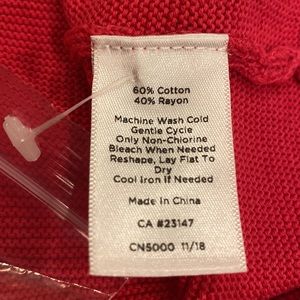 60% Cotton
40% Rayon
Machine Wash Cold
Gentle Cycle
Only Non-Chlorine
Bleach When Needed
Reshape, Lay Flat To
Dry
Cool Iron If Needed
Made In China
CA #23147
CN5000 11/18